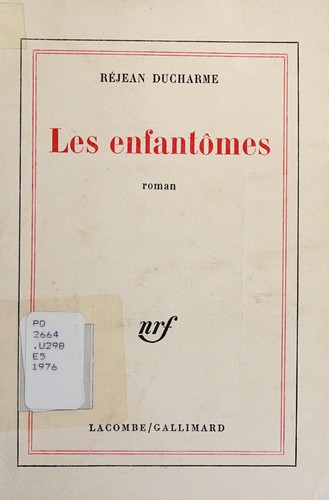 RÉJEAN DUCHARME
Les enfantômes
roman
nrf
PQ
2664
.U298
E5
1976
LACOMBE/GALLIMARD